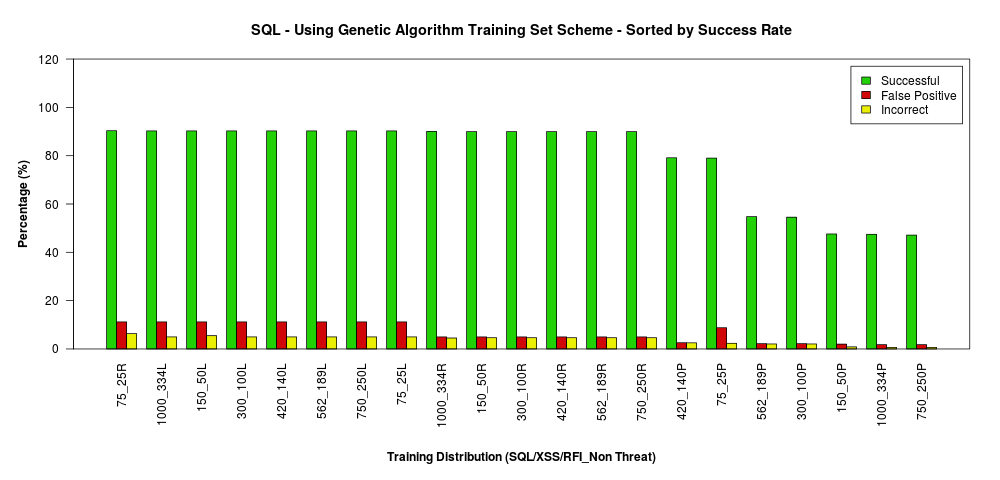 SQL - Using Genetic Algorithm Training Set Scheme - Sorted by Success Rate
120
100
80
60
40
20
0
Percentage (%)
Successful
False Positive
Incorrect
75_25R
1000_334L
150_50L
300_100L
420_140L
562_189L
750_250L
75_25L
1000_334R
150_50R
300_100R
420_140R
562_189R
750_250R
420_140P
75_25P
562_189P
300_100P
150_50P
1000_334P
750_250P
Training Distribution (SQL/XSS/RFI_Non Threat)